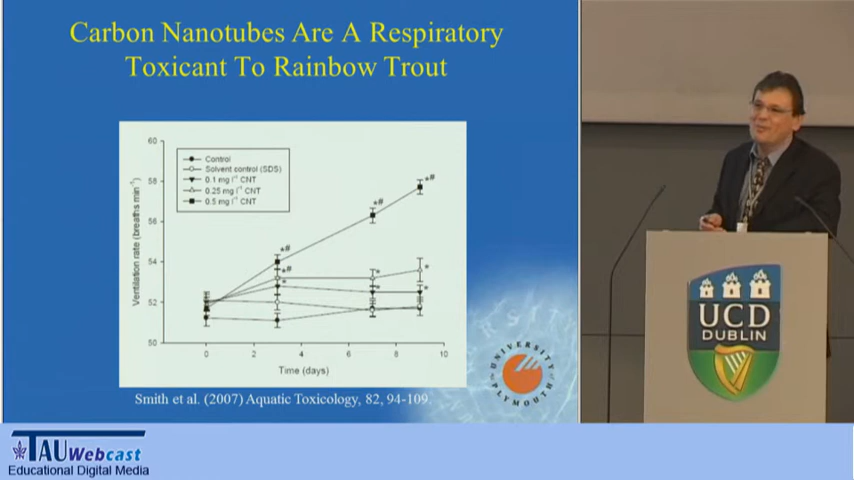 Carbon Nanotubes Are A Respiratory
Toxicant To Rainbow Trout
60
58
56
54
52
50
Ventilation rate (breaths min⁻¹)
Control
Solvent control (SDS)
0.1 mg l⁻¹ CNT
0.25 mg l⁻¹ CNT
0.5 mg l⁻¹ CNT
*#
*#
*#
*#
*
*
*
*
*
0 2 4 6 8 10
Time (days)
Smith et al. (2007) Aquatic Toxicology, 82, 94-109.
UNIVERSITY
PLYMOUTH
UCD
DUBLIN
TAU Webcast
Educational Digital Media